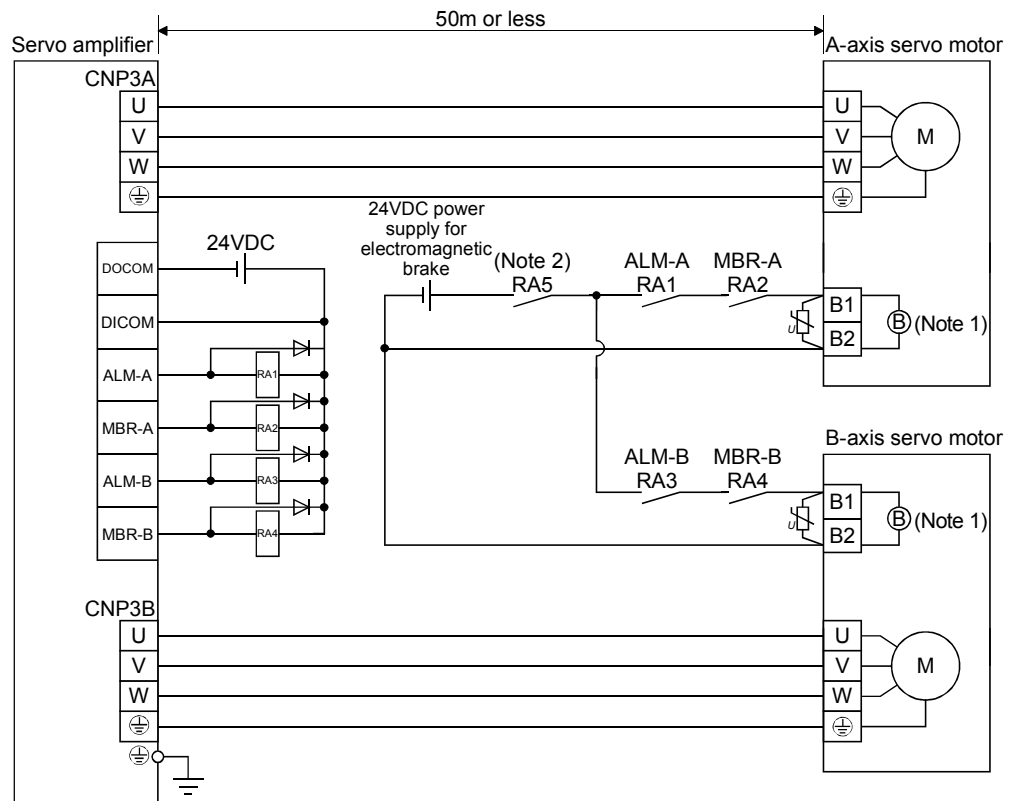 50m or less
Servo amplifier
A-axis servo motor
CNP3A
U
V
W
U
V
W
M
24VDC
24VDC power
supply for
electromagnetic
brake
(Note 2)
RA5
ALM-A
RA1
MBR-A
RA2
DOCOM
DICOM
ALM-A
RA1
MBR-A
RA2
ALM-B
RA3
MBR-B
RA4
U
B1
B2
B
(Note 1)
B-axis servo motor
ALM-B
RA3
MBR-B
RA4
U
B1
B2
B
(Note 1)
CNP3B
U
V
W
U
V
W
M